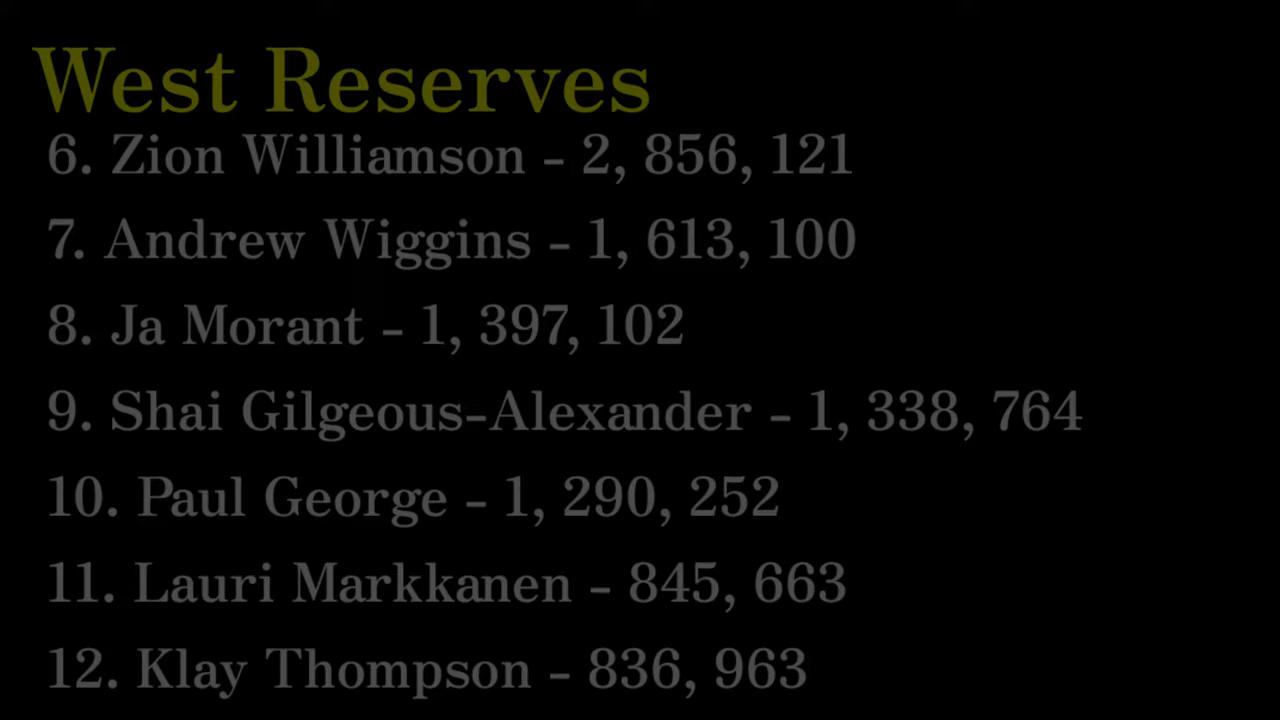 West Reserves
6. Zion Williamson - 2, 856, 121
7. Andrew Wiggins - 1, 613, 100
8. Ja Morant - 1, 397, 102
9. Shai Gilgeous-Alexander - 1, 338, 764
10. Paul George - 1, 290, 252
11. Lauri Markkanen - 845, 663
12. Klay Thompson - 836, 963